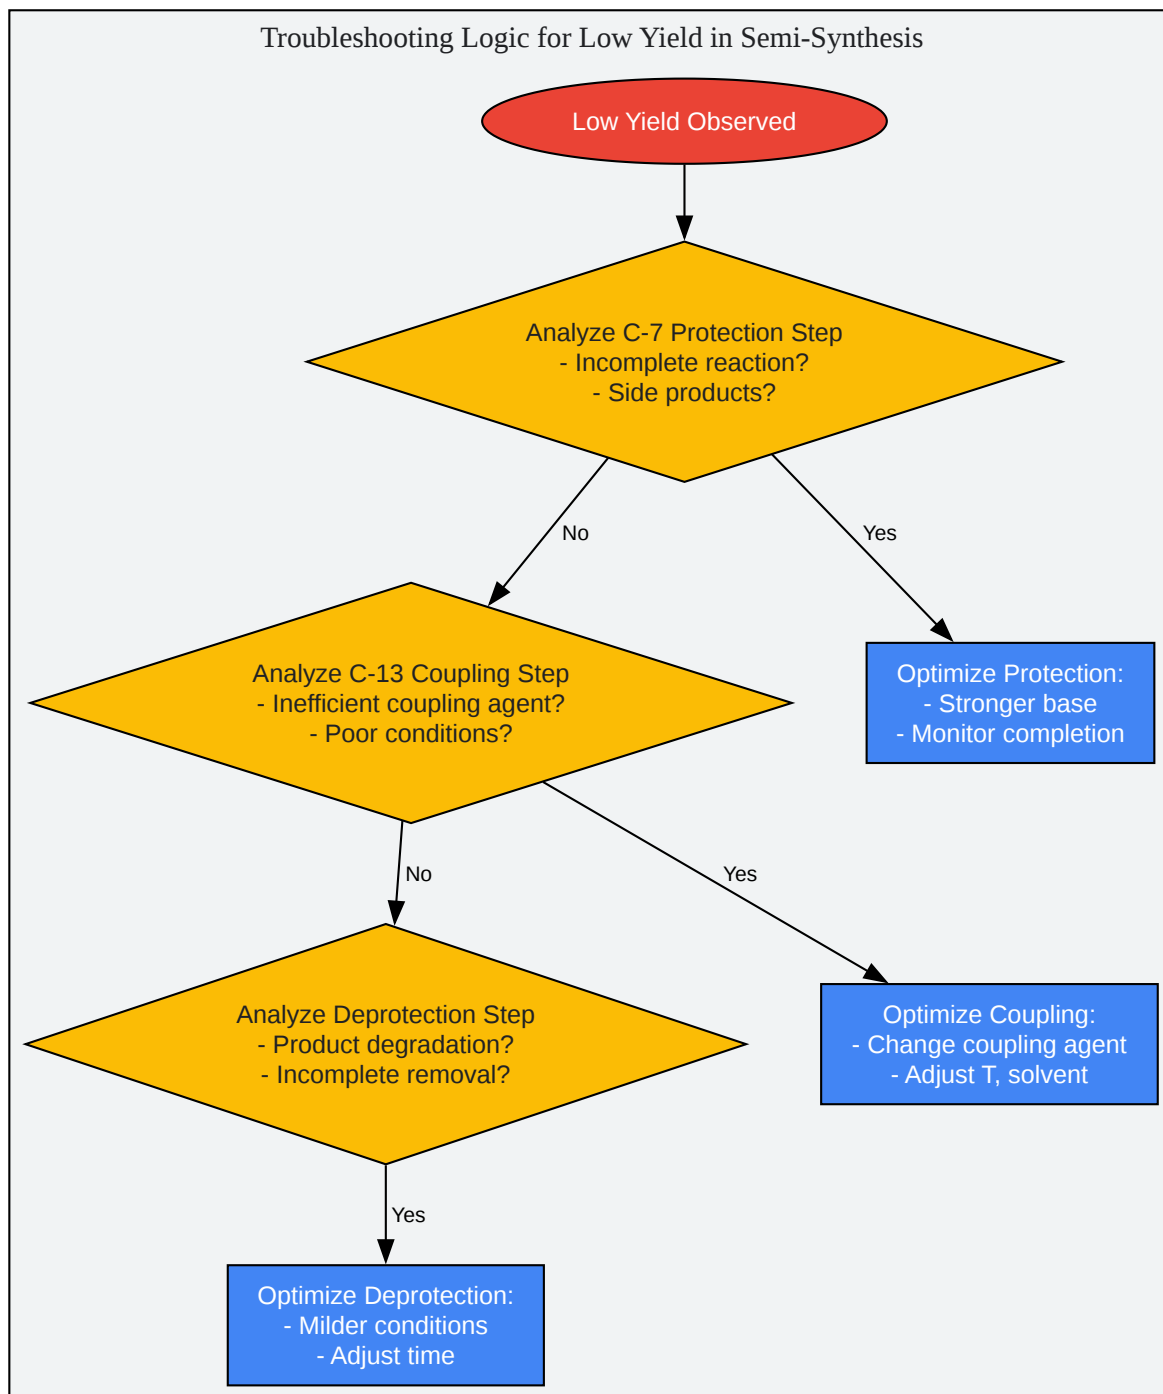 Troubleshooting Logic for Low Yield in Semi-Synthesis
Low Yield Observed
Analyze C-7 Protection Step
- Incomplete reaction?
- Side products?
No
Yes
Analyze C-13 Coupling Step
- Inefficient coupling agent?
- Poor conditions?
Optimize Protection:
- Stronger base
- Monitor completion
No
Yes
Analyze Deprotection Step
- Product degradation?
- Incomplete removal?
Optimize Coupling:
- Change coupling agent
- Adjust T, solvent
Yes
Optimize Deprotection:
- Milder conditions
- Adjust time